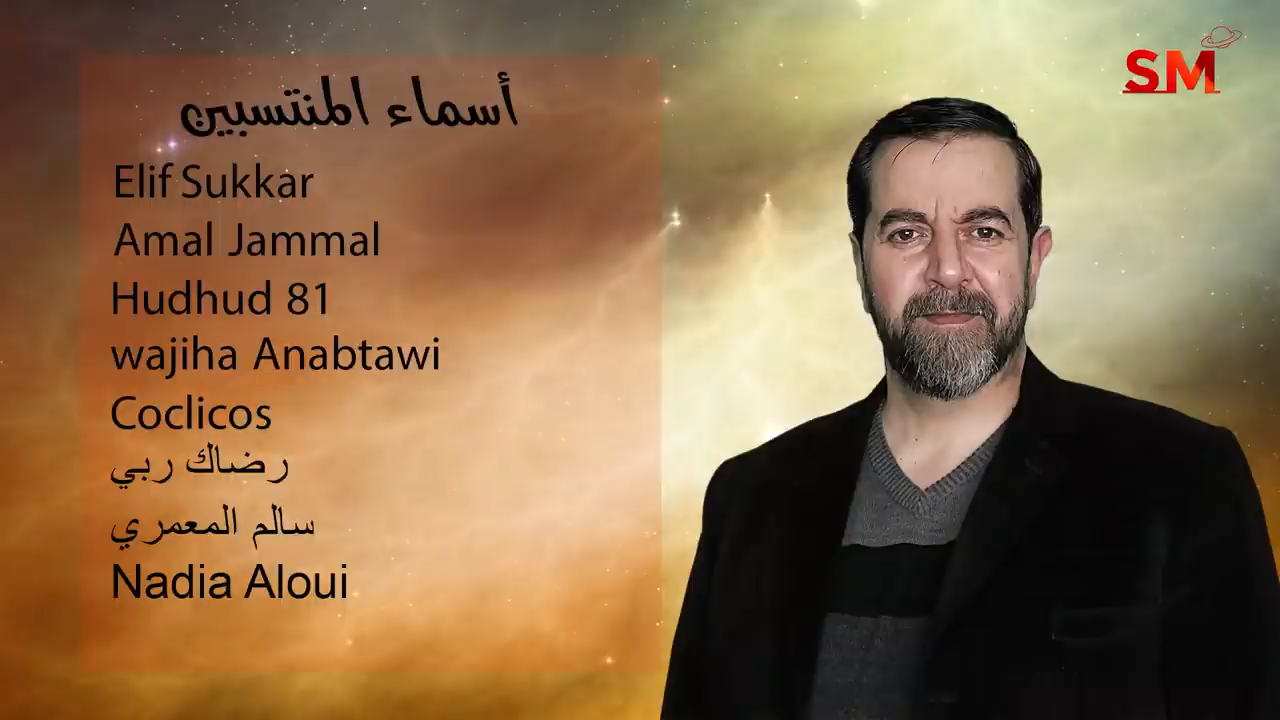 أسماء المنتسبين
Elif Sukkar
Amal Jammal
Hudhud 81
wajiha Anabtawi
Coclicos
رضاك ربي
سالم المعمري
Nadia Aloui
SM